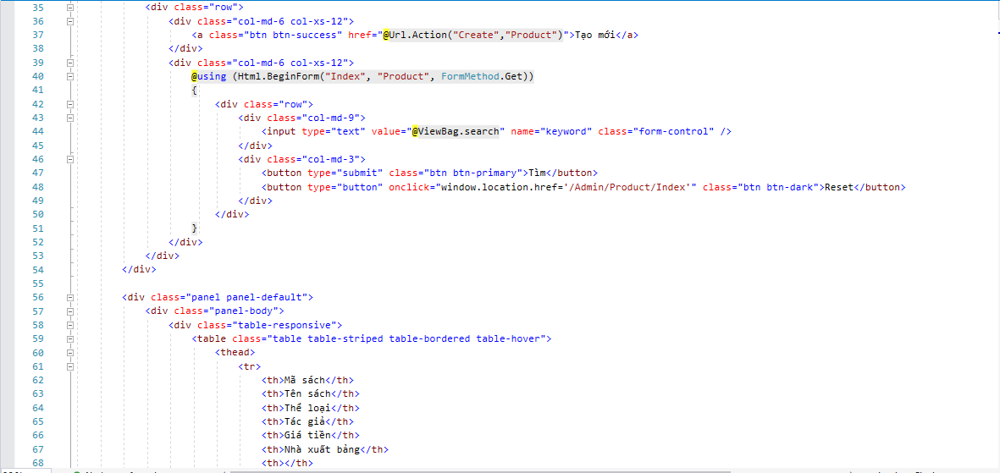 35 <div class="row">
36 <div class="col-md-6 col-xs-12">
37 <a class="btn btn-success" href="@Url.Action("Create","Product")">Tạo mới</a>
38 </div>
39 <div class="col-md-6 col-xs-12">
40 @using (Html.BeginForm("Index", "Product", FormMethod.Get))
41 {
42 <div class="row">
43 <div class="col-md-9">
44 <input type="text" value="@ViewBag.search" name="keyword" class="form-control" />
45 </div>
46 <div class="col-md-3">
47 <button type="submit" class="btn btn-primary">Tìm</button>
48 <button type="button" onclick="window.location.href='/Admin/Product/Index'" class="btn btn-dark">Reset</button>
49 </div>
50 </div>
51 }
52 </div>
53 </div>
54 </div>
55
56 <div class="panel panel-default">
57 <div class="panel-body">
58 <div class="table-responsive">
59 <table class="table table-striped table-bordered table-hover">
60 <thead>
61 <tr>
62 <th>Mã sách</th>
63 <th>Tên sách</th>
64 <th>Thể loại</th>
65 <th>Tác giả</th>
66 <th>Giá tiền</th>
67 <th>Nhà xuất bảng</th>
68 <th></th>